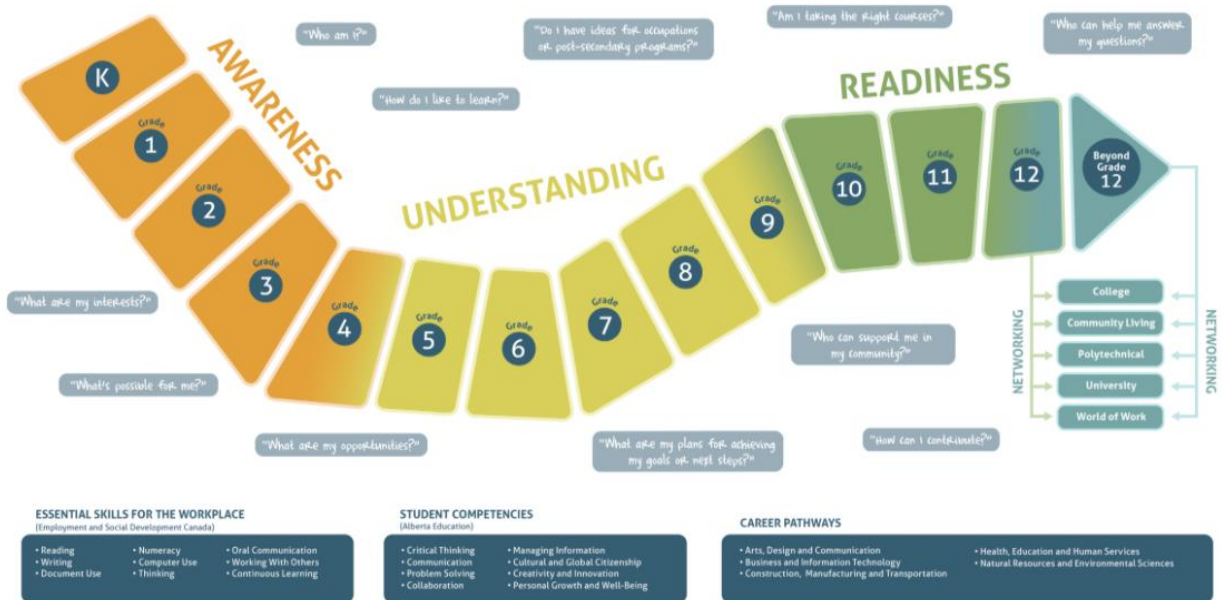 "Who am I?"
"Do I have ideas for occupations
or post-secondary programs?"
"Am I taking the right courses?"
"Who can help me answer
my questions?"
"How do I like to learn?"
AWARENESS
UNDERSTANDING
READINESS
K
Grade
1
Grade
2
Grade
3
Grade
4
Grade
5
Grade
6
Grade
7
Grade
8
Grade
9
Grade
10
Grade
11
Grade
12
Beyond
Grade
12
"What are my interests?"
"What's possible for me?"
"What are my opportunities?"
"What are my plans for achieving
my goals or next steps?"
"Who can support me in
my community?"
"How can I contribute?"
NETWORKING
College
Community Living
Polytechnical
University
World of Work
NETWORKING
ESSENTIAL SKILLS FOR THE WORKPLACE
(Employment and Social Development Canada)
• Reading
• Writing
• Document Use
• Numeracy
• Computer Use
• Thinking
• Oral Communication
• Working With Others
• Continuous Learning
STUDENT COMPETENCIES
(Alberta Education)
• Critical Thinking
• Communication
• Problem Solving
• Collaboration
• Managing Information
• Cultural and Global Citizenship
• Creativity and Innovation
• Personal Growth and Well-Being
CAREER PATHWAYS
• Arts, Design and Communication
• Business and Information Technology
• Construction, Manufacturing and Transportation
• Health, Education and Human Services
• Natural Resources and Environmental Sciences